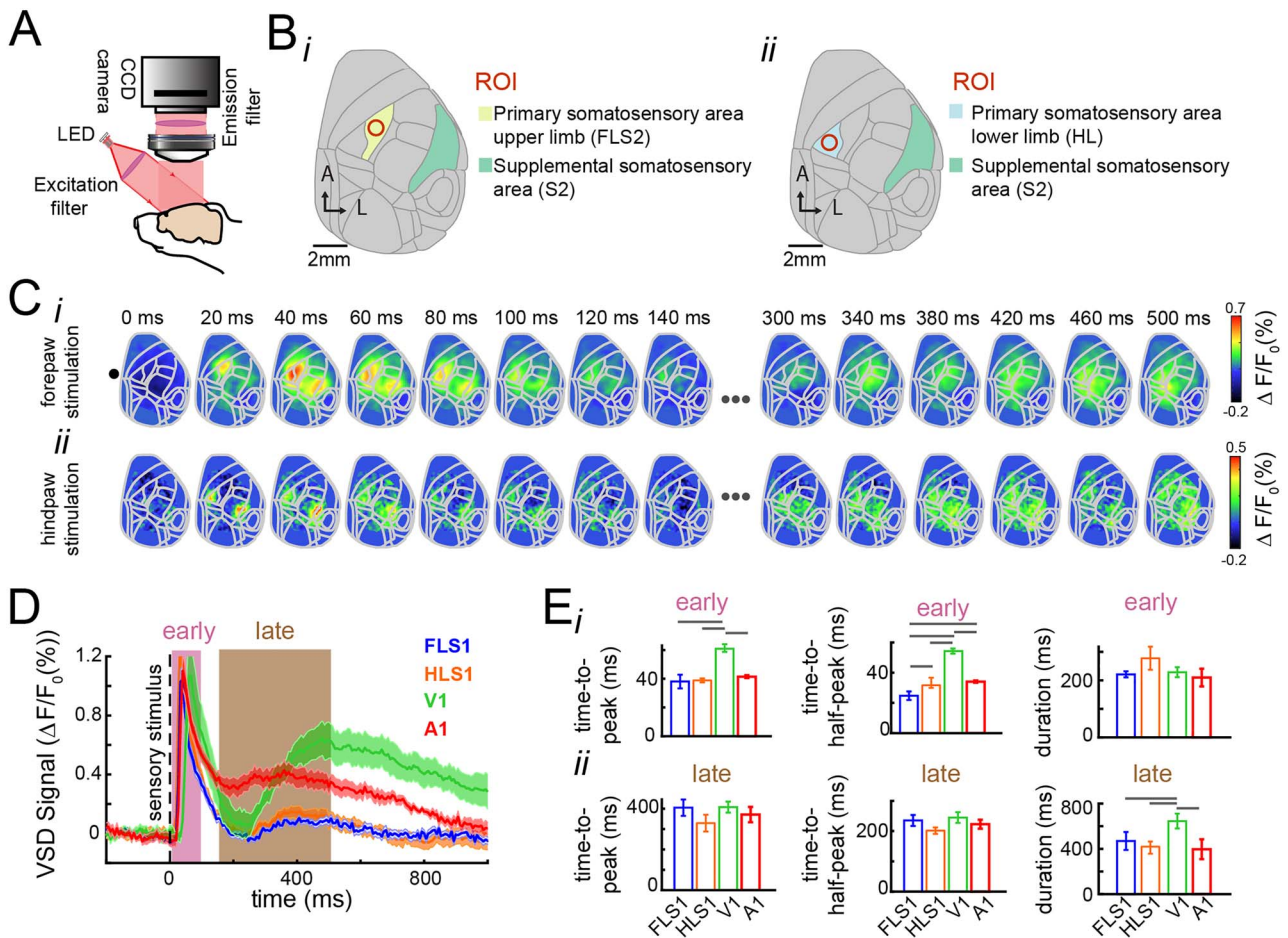 A
CCD
camera
Emission
filter
LED
Excitation
filter
B
i
ROI
Primary somatosensory area
upper limb (FLS2)
Supplemental somatosensory
area (S2)
A
L
2mm
ii
ROI
Primary somatosensory area
lower limb (HL)
Supplemental somatosensory
area (S2)
A
L
2mm
C
i
forepaw
stimulation
0 ms 20 ms 40 ms 60 ms 80 ms 100 ms 120 ms 140 ms 300 ms 340 ms 380 ms 420 ms 460 ms 500 ms
0.7
-0.2
Δ F/F0(%)
ii
hindpaw
stimulation
0.5
-0.2
Δ F/F0(%)
D
early
late
sensory stimulus
FLS1
HLS1
V1
A1
VSD Signal (ΔF/F0(%))
1.2
0.8
0.4
0
0 400 800
time (ms)
E
i
early
time-to-
peak (ms)
40
0
early
time-to-
half-peak (ms)
40
0
early
duration (ms)
200
0
ii
late
time-to-
peak (ms)
400
0
FLS1 HLS1 V1 A1
late
time-to-
half-peak (ms)
200
0
FLS1 HLS1 V1 A1
late
duration (ms)
800
400
0
FLS1 HLS1 V1 A1